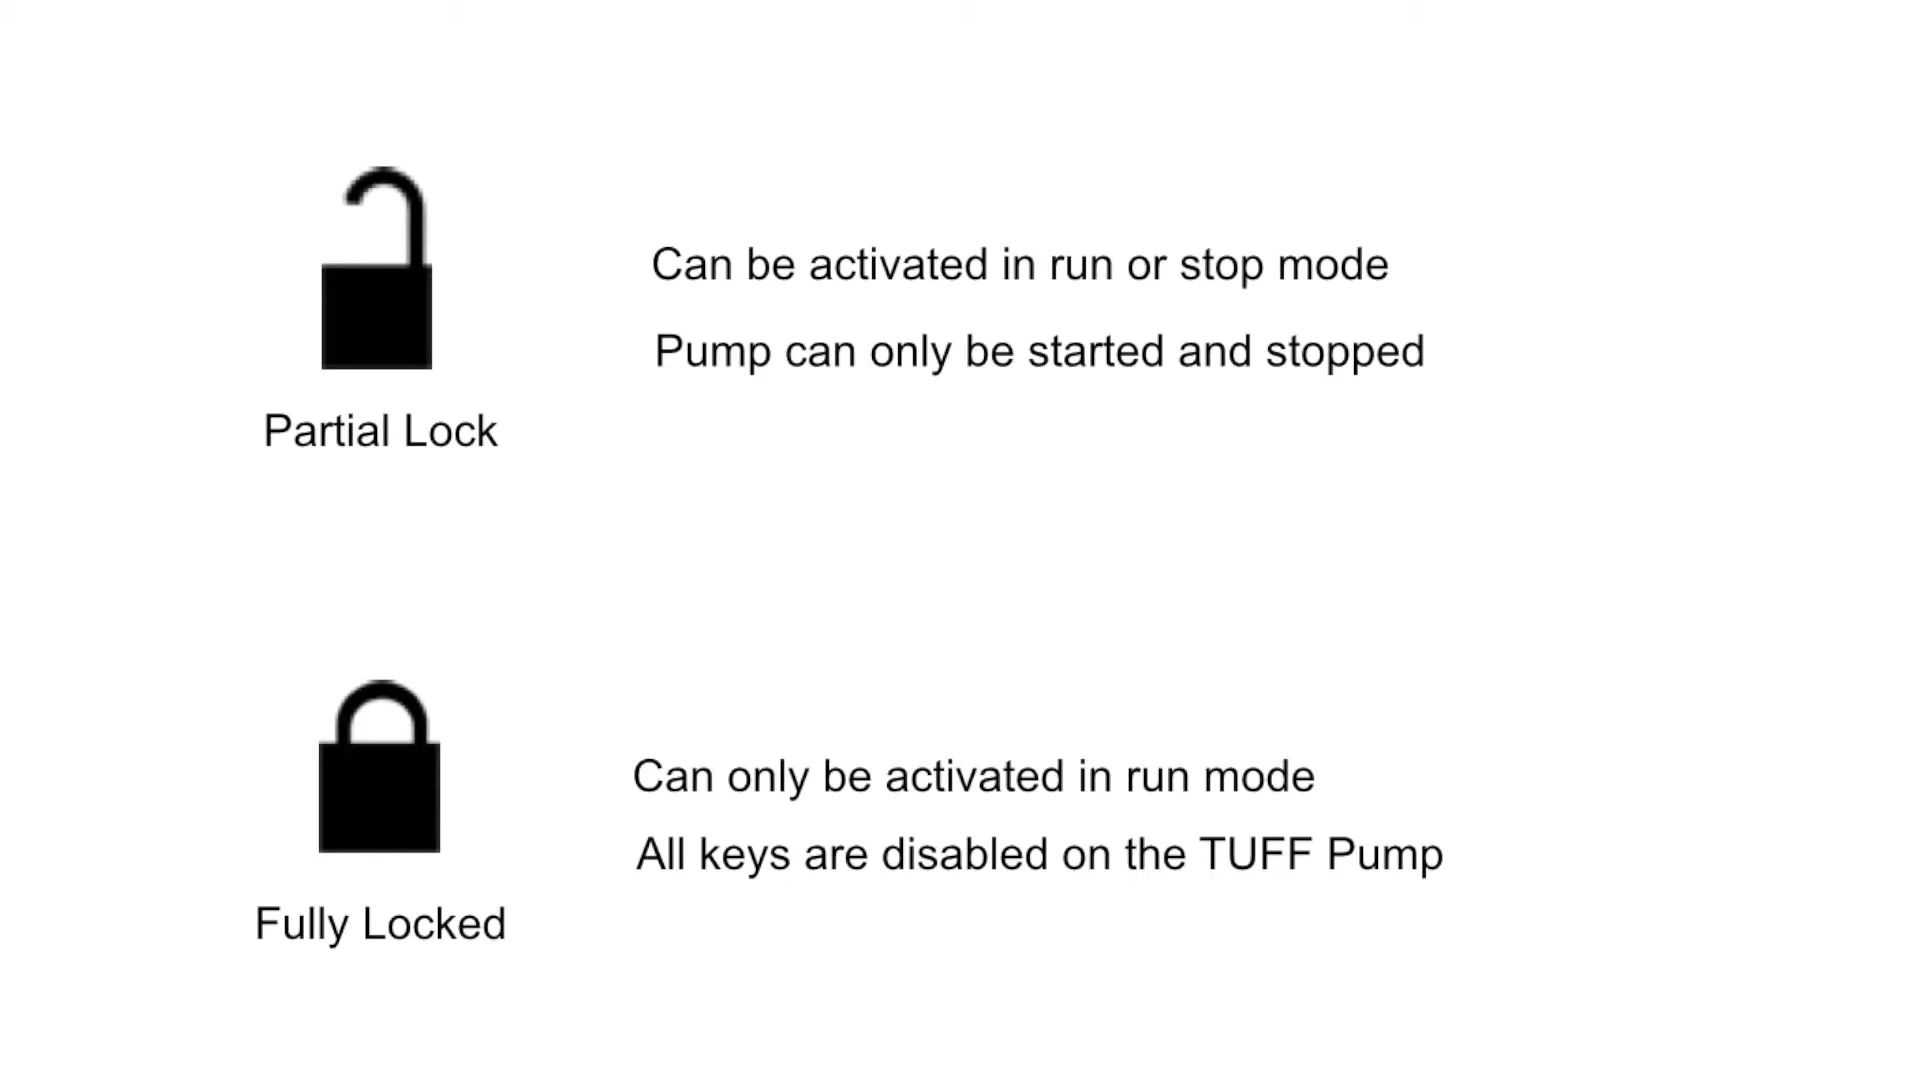 Can be activated in run or stop mode
Pump can only be started and stopped
Partial Lock
Can only be activated in run mode
All keys are disabled on the TUFF Pump
Fully Locked